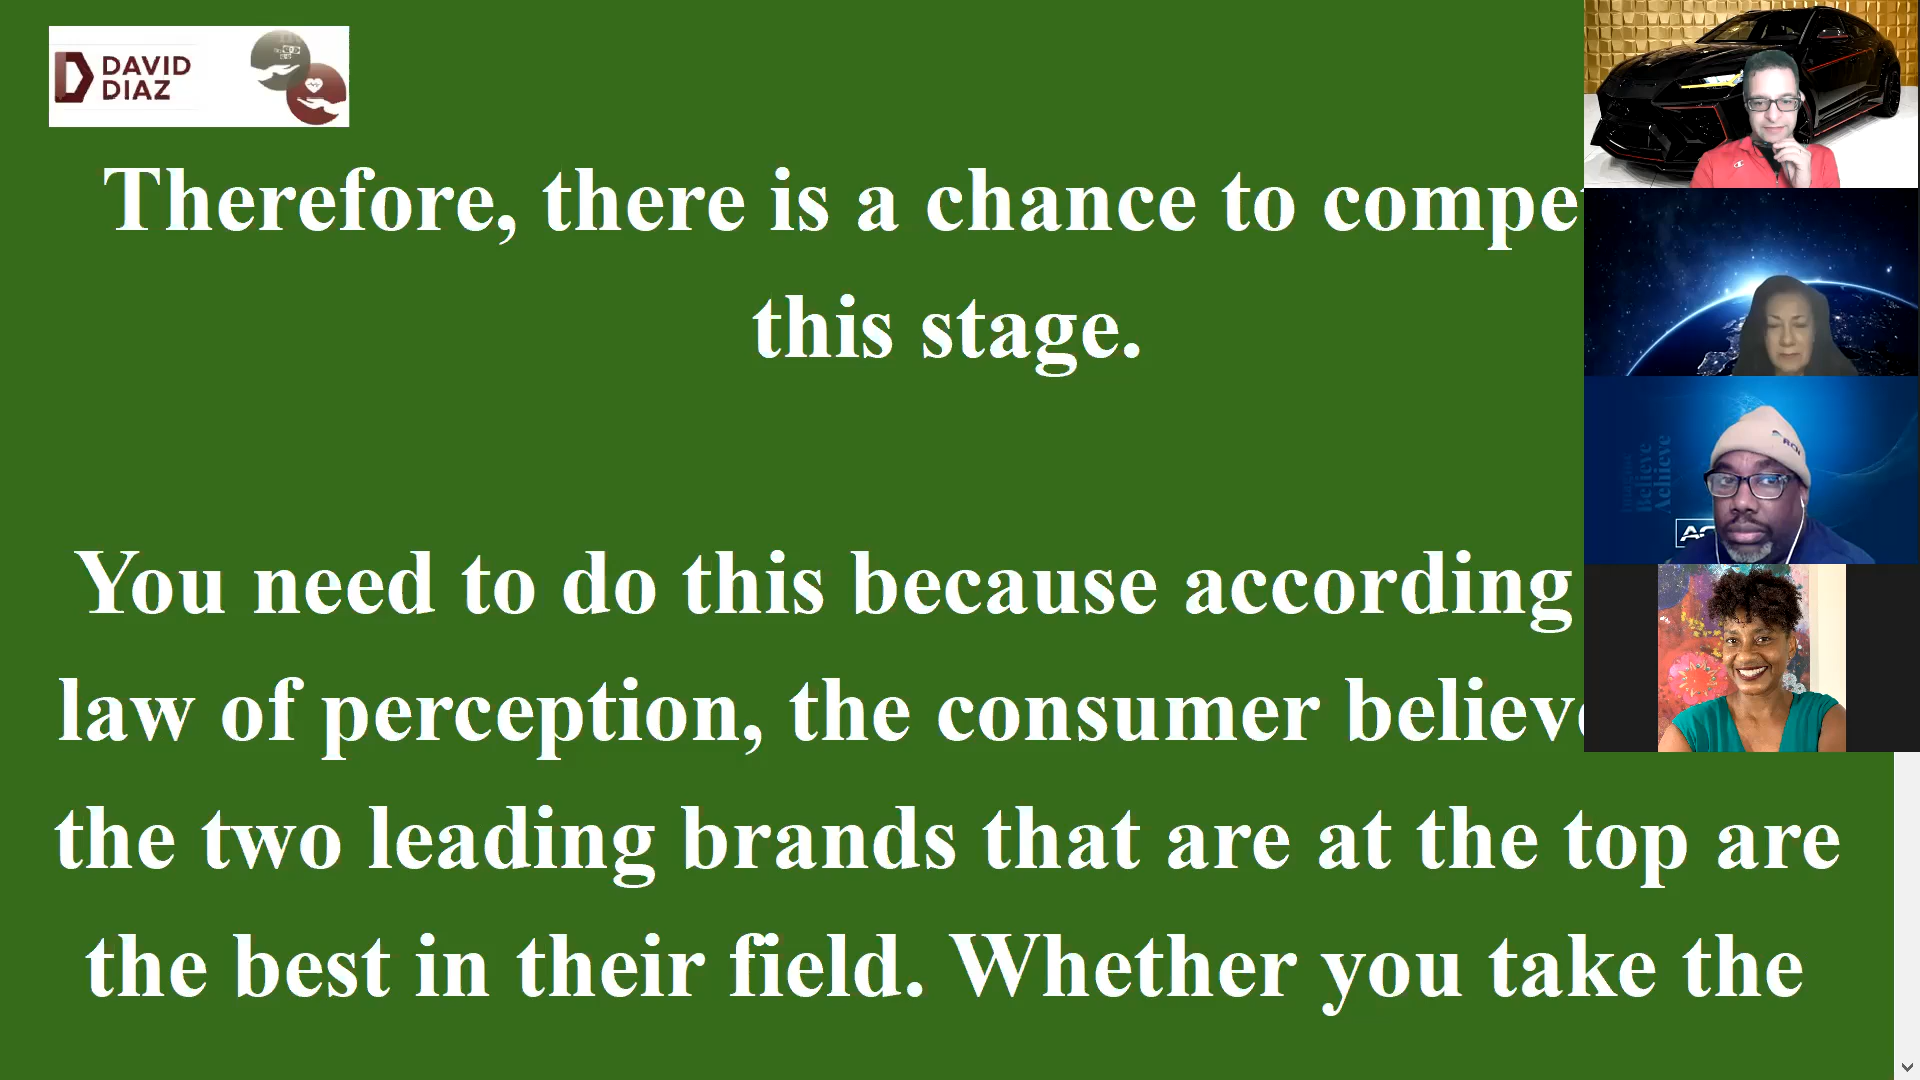 DAVID
DIAZ
Therefore, there is a chance to
this stage.
You need to do this because according
law of perception, the consumer
the two leading brands that are at the top are
the best in their field. Whether you take the
Believe
Achieve